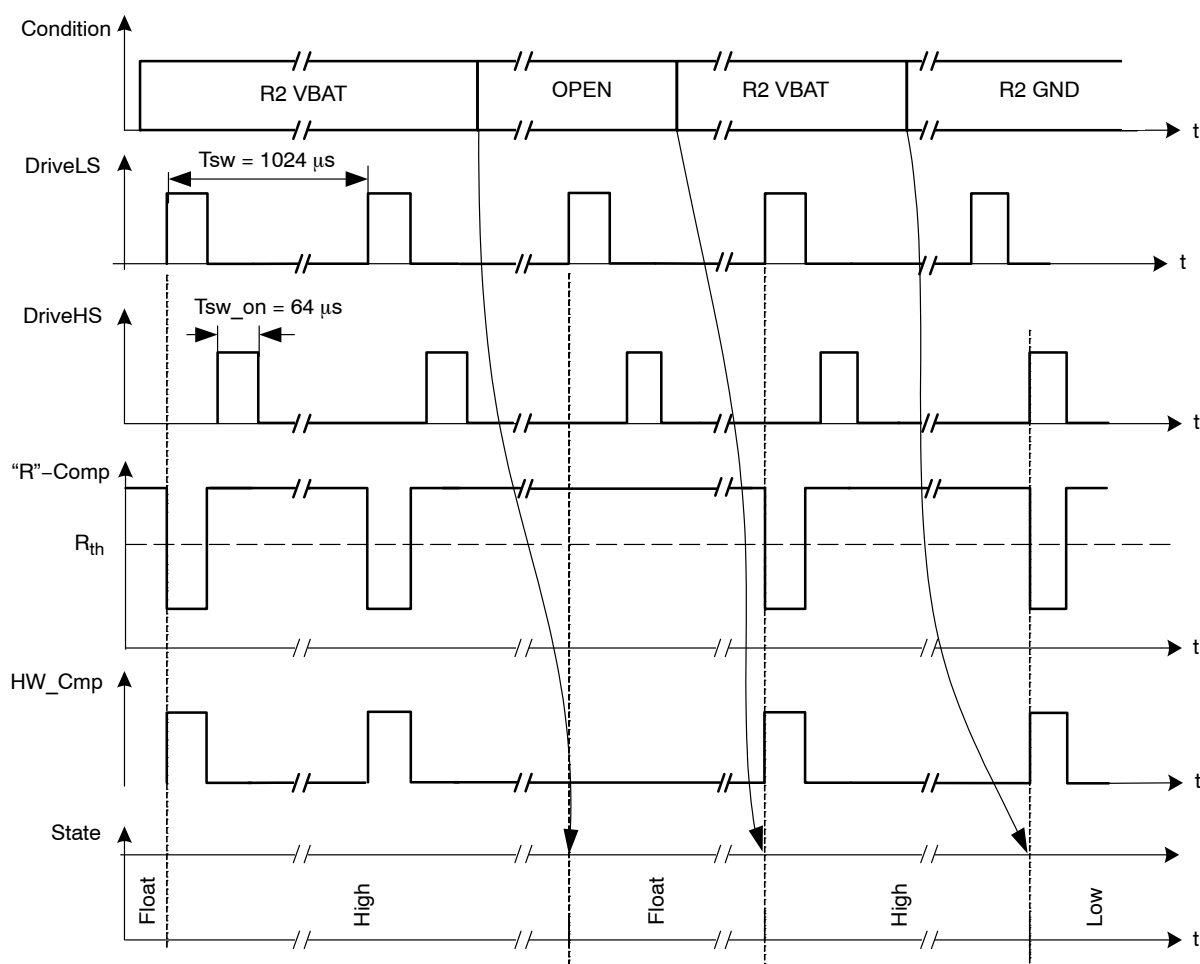 Condition
R2 VBAT
OPEN
R2 VBAT
R2 GND
t
DriveLS
Tsw = 1024 μs
t
DriveHS
Tsw_on = 64 μs
t
“R”−Comp
Rth
t
HW_Cmp
t
State
Float
High
Float
High
Low
t